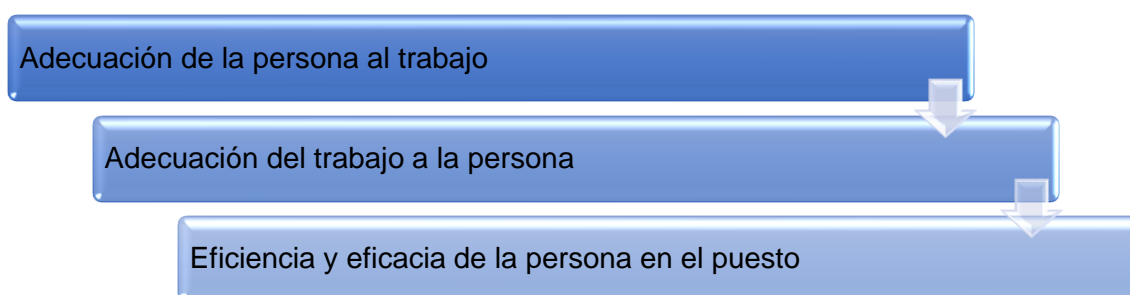 Adecuación de la persona al trabajo
Adecuación del trabajo a la persona
Eficiencia y eficacia de la persona en el puesto